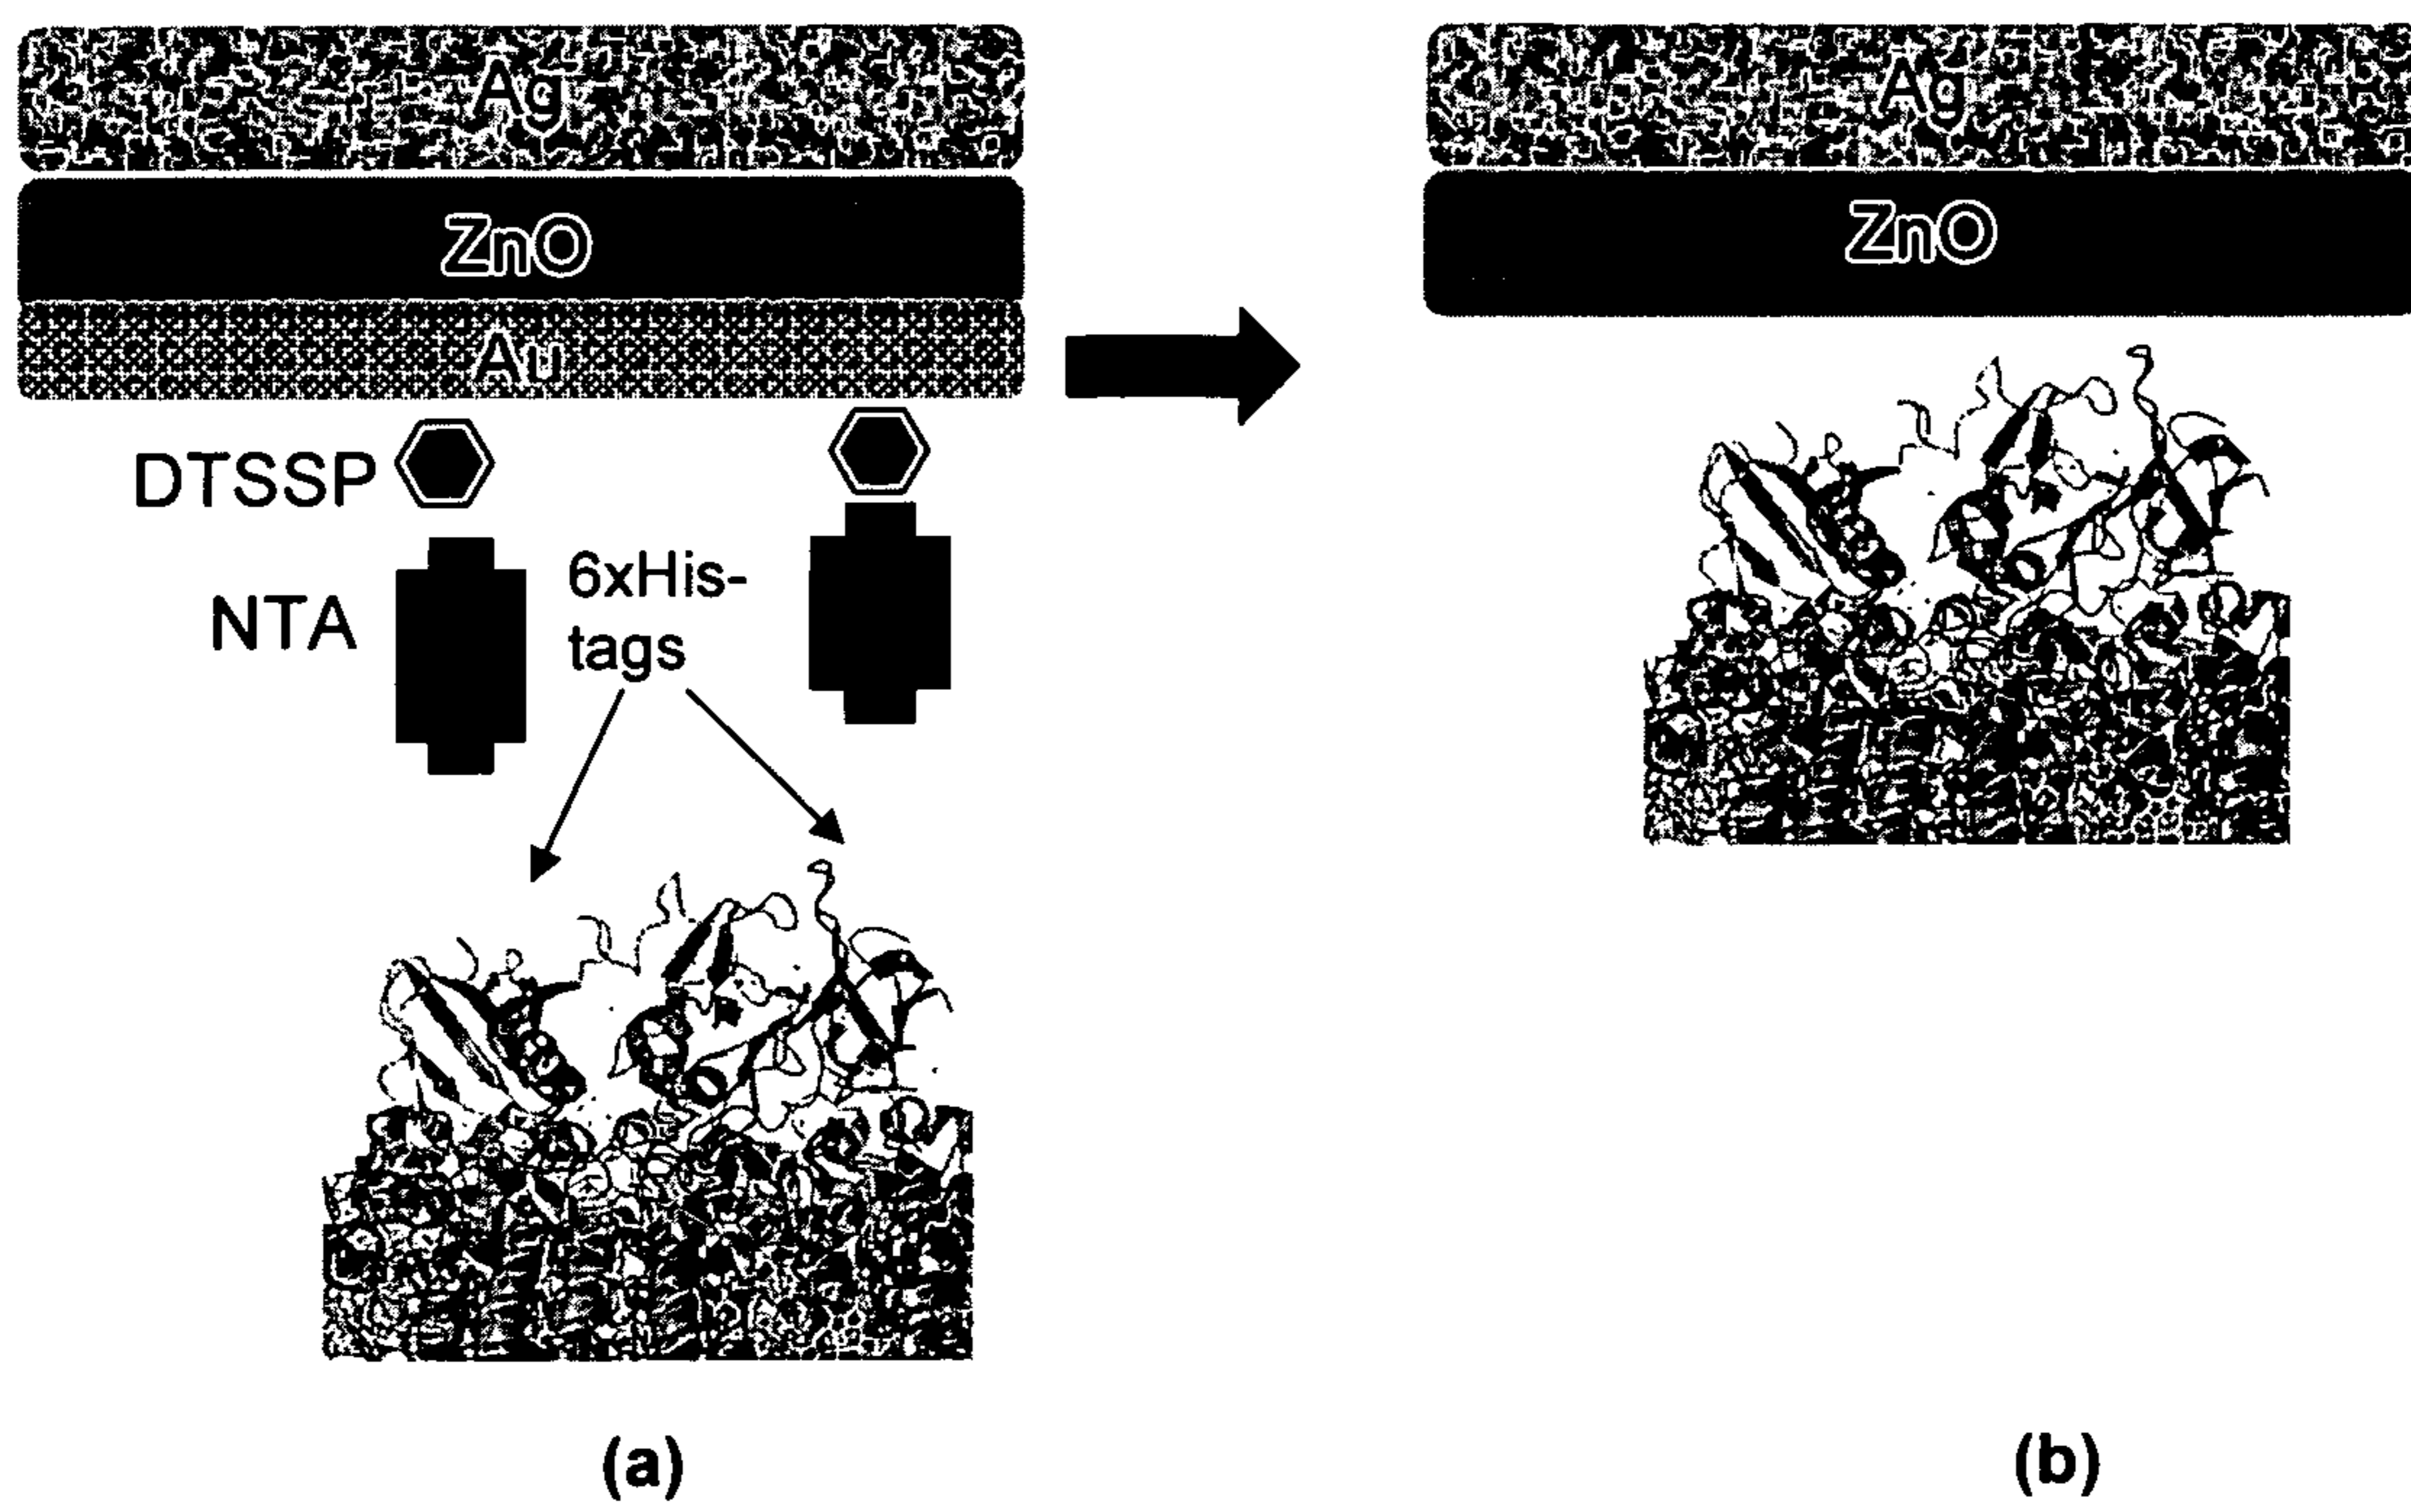 Ag
ZnO
Au
DTSSP
NTA
6xHis-
tags
(a)
Ag
ZnO
(b)